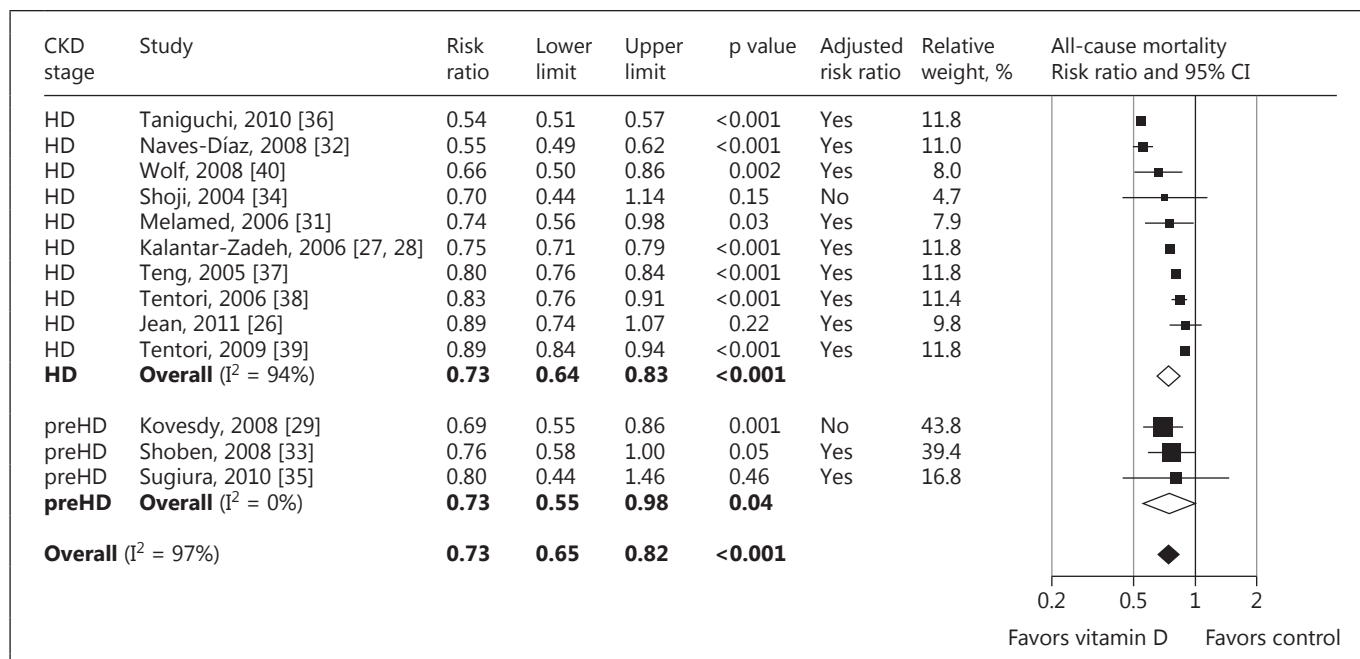 CKD stage Study Risk ratio Lower limit Upper limit p value Adjusted risk ratio Relative weight, % All-cause mortality Risk ratio and 95% CI
HD Taniguchi, 2010 [36] 0.54 0.51 0.57 <0.001 Yes 11.8
HD Naves-Díaz, 2008 [32] 0.55 0.49 0.62 <0.001 Yes 11.0
HD Wolf, 2008 [40] 0.66 0.50 0.86 0.002 Yes 8.0
HD Shoji, 2004 [34] 0.70 0.44 1.14 0.15 No 4.7
HD Melamed, 2006 [31] 0.74 0.56 0.98 0.03 Yes 7.9
HD Kalantar-Zadeh, 2006 [27, 28] 0.75 0.71 0.79 <0.001 Yes 11.8
HD Teng, 2005 [37] 0.80 0.76 0.84 <0.001 Yes 11.8
HD Tentori, 2006 [38] 0.83 0.76 0.91 <0.001 Yes 11.4
HD Jean, 2011 [26] 0.89 0.74 1.07 0.22 Yes 9.8
HD Tentori, 2009 [39] 0.89 0.84 0.94 <0.001 Yes 11.8
HD Overall (I² = 94%) 0.73 0.64 0.83 <0.001
preHD Kovesdy, 2008 [29] 0.69 0.55 0.86 0.001 No 43.8
preHD Shoben, 2008 [33] 0.76 0.58 1.00 0.05 Yes 39.4
preHD Sugiura, 2010 [35] 0.80 0.44 1.46 0.46 Yes 16.8
preHD Overall (I² = 0%) 0.73 0.55 0.98 0.04
Overall (I² = 97%) 0.73 0.65 0.82 <0.001
0.2 0.5 1 2
Favors vitamin D Favors control